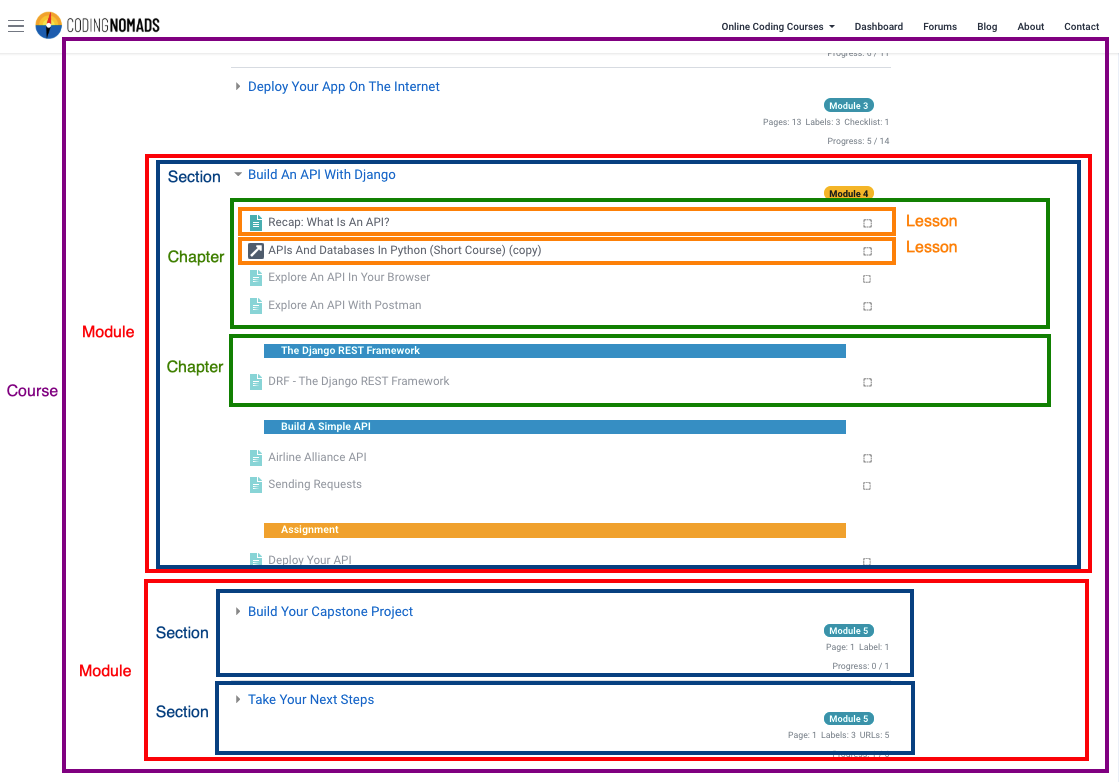 CODINGNOMADS
Online Coding Courses Dashboard Forums Blog About Contact
Progress: 0 / 11
Deploy Your App On The Internet
Module 3
Pages: 13 Labels: 3 Checklist: 1
Progress: 5 / 14
Section Build An API With Django
Module 4
Recap: What Is An API? Lesson
APIs And Databases In Python (Short Course) (copy) Lesson
Chapter
Explore An API In Your Browser
Explore An API With Postman
Module
The Django REST Framework
Chapter
DRF - The Django REST Framework
Course
Build A Simple API
Airline Alliance API
Sending Requests
Assignment
Deploy Your API
Build Your Capstone Project
Section
Module 5
Page: 1 Label: 1
Progress: 0 / 1
Module
Take Your Next Steps
Section
Module 5
Page: 1 Labels: 3 URLs: 5